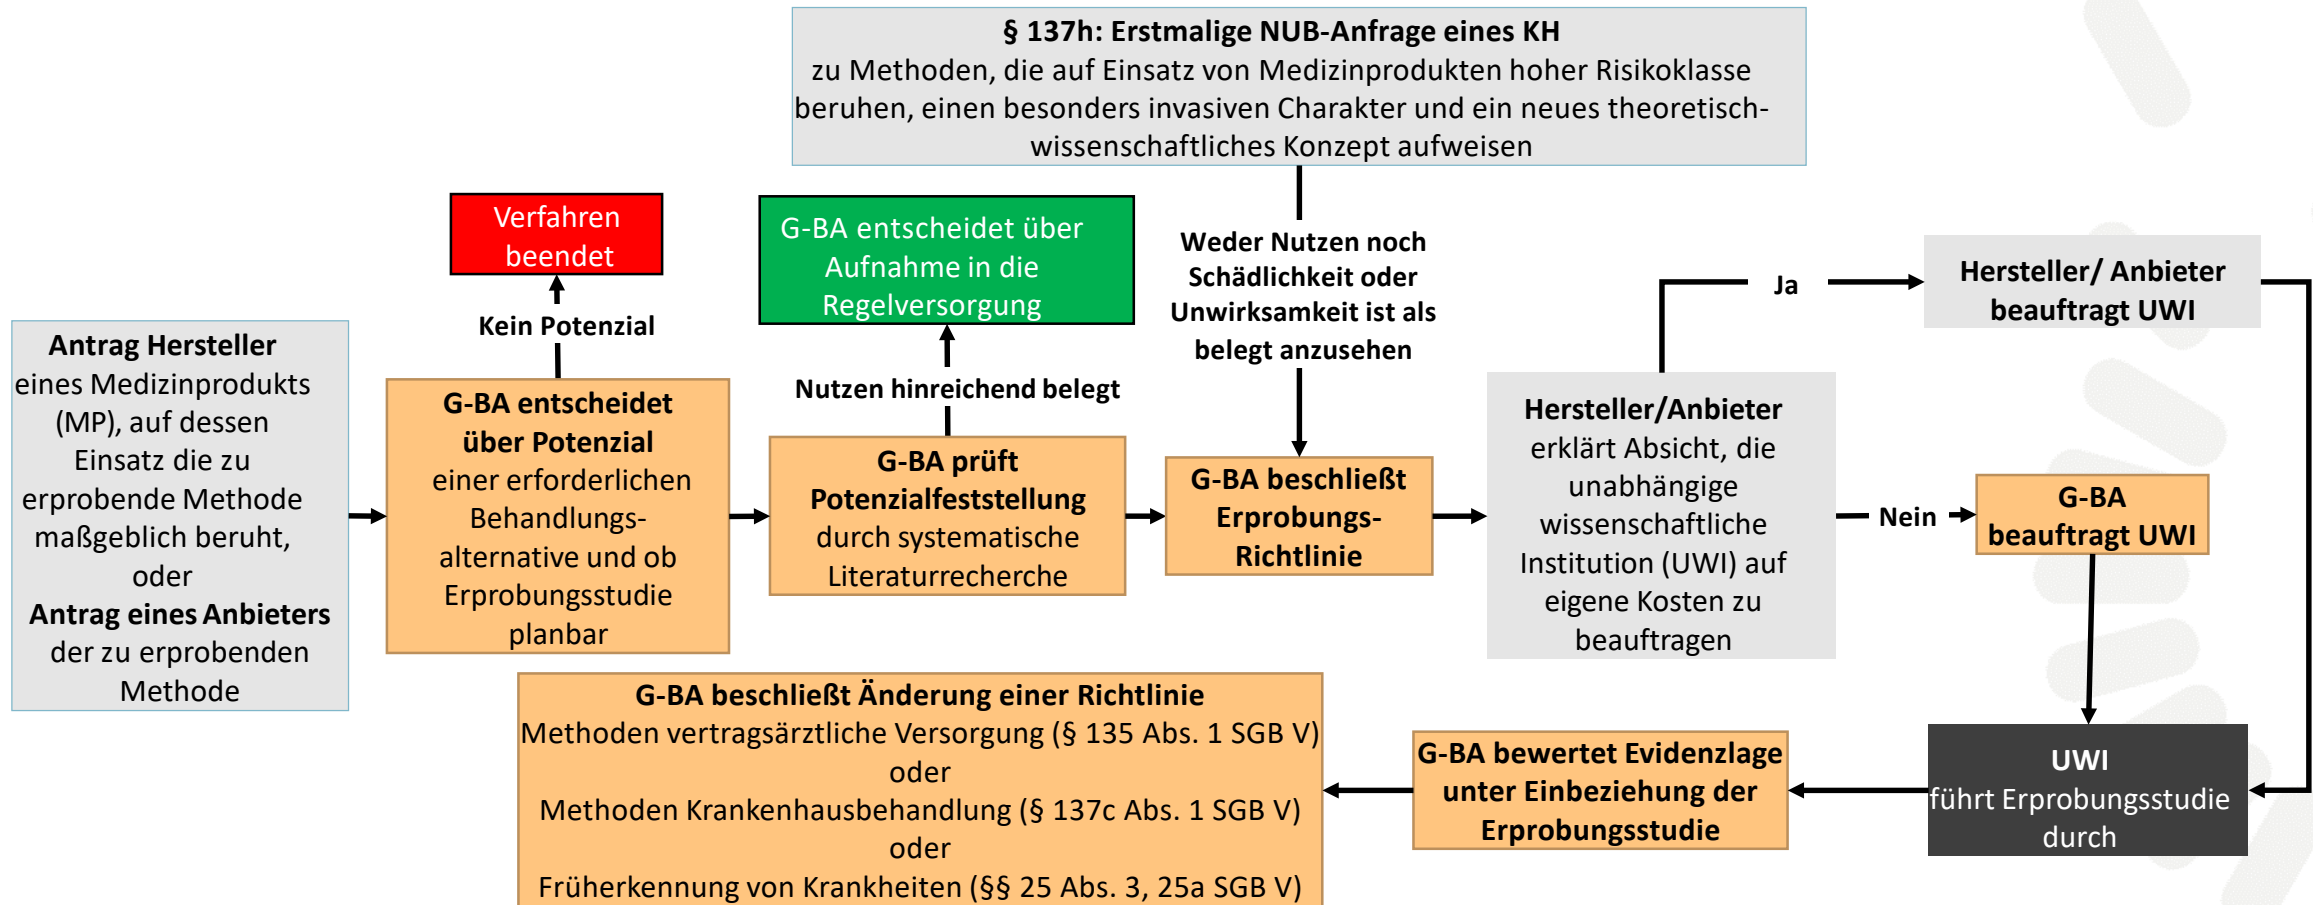 § 137h: Erstmalige NUB-Anfrage eines KH
zu Methoden, die auf Einsatz von Medizinprodukten hoher Risikoklasse
beruhen, einen besonders invasiven Charakter und ein neues theoretisch-
wissenschaftliches Konzept aufweisen
Verfahren
beendet
G-BA entscheidet über
Aufnahme in die
Regelversorgung
Weder Nutzen noch
Schädlichkeit oder
Unwirksamkeit ist als
belegt anzusehen
Kein Potenzial
Nutzen hinreichend belegt
Antrag Hersteller
eines Medizinprodukts
(MP), auf dessen
Einsatz die zu
erprobende Methode
maßgeblich beruht,
oder
Antrag eines Anbieters
der zu erprobenden
Methode
G-BA entscheidet
über Potenzial
einer erforderlichen
Behandlungs-
alternative und ob
Erprobungsstudie
planbar
G-BA prüft
Potenzialfeststellung
durch systematische
Literaturrecherche
G-BA beschließt
Erprobungs-
Richtlinie
Hersteller/Anbieter
erklärt Absicht, die
unabhängige
wissenschaftliche
Institution (UWI) auf
eigene Kosten zu
beauftragen
Ja
Hersteller/ Anbieter
beauftragt UWI
Nein
G-BA
beauftragt UWI
UWI
führt Erprobungsstudie
durch
G-BA bewertet Evidenzlage
unter Einbeziehung der
Erprobungsstudie
G-BA beschließt Änderung einer Richtlinie
Methoden vertragsärztliche Versorgung (§ 135 Abs. 1 SGB V)
oder
Methoden Krankenhausbehandlung (§ 137c Abs. 1 SGB V)
oder
Früherkennung von Krankheiten (§§ 25 Abs. 3, 25a SGB V)